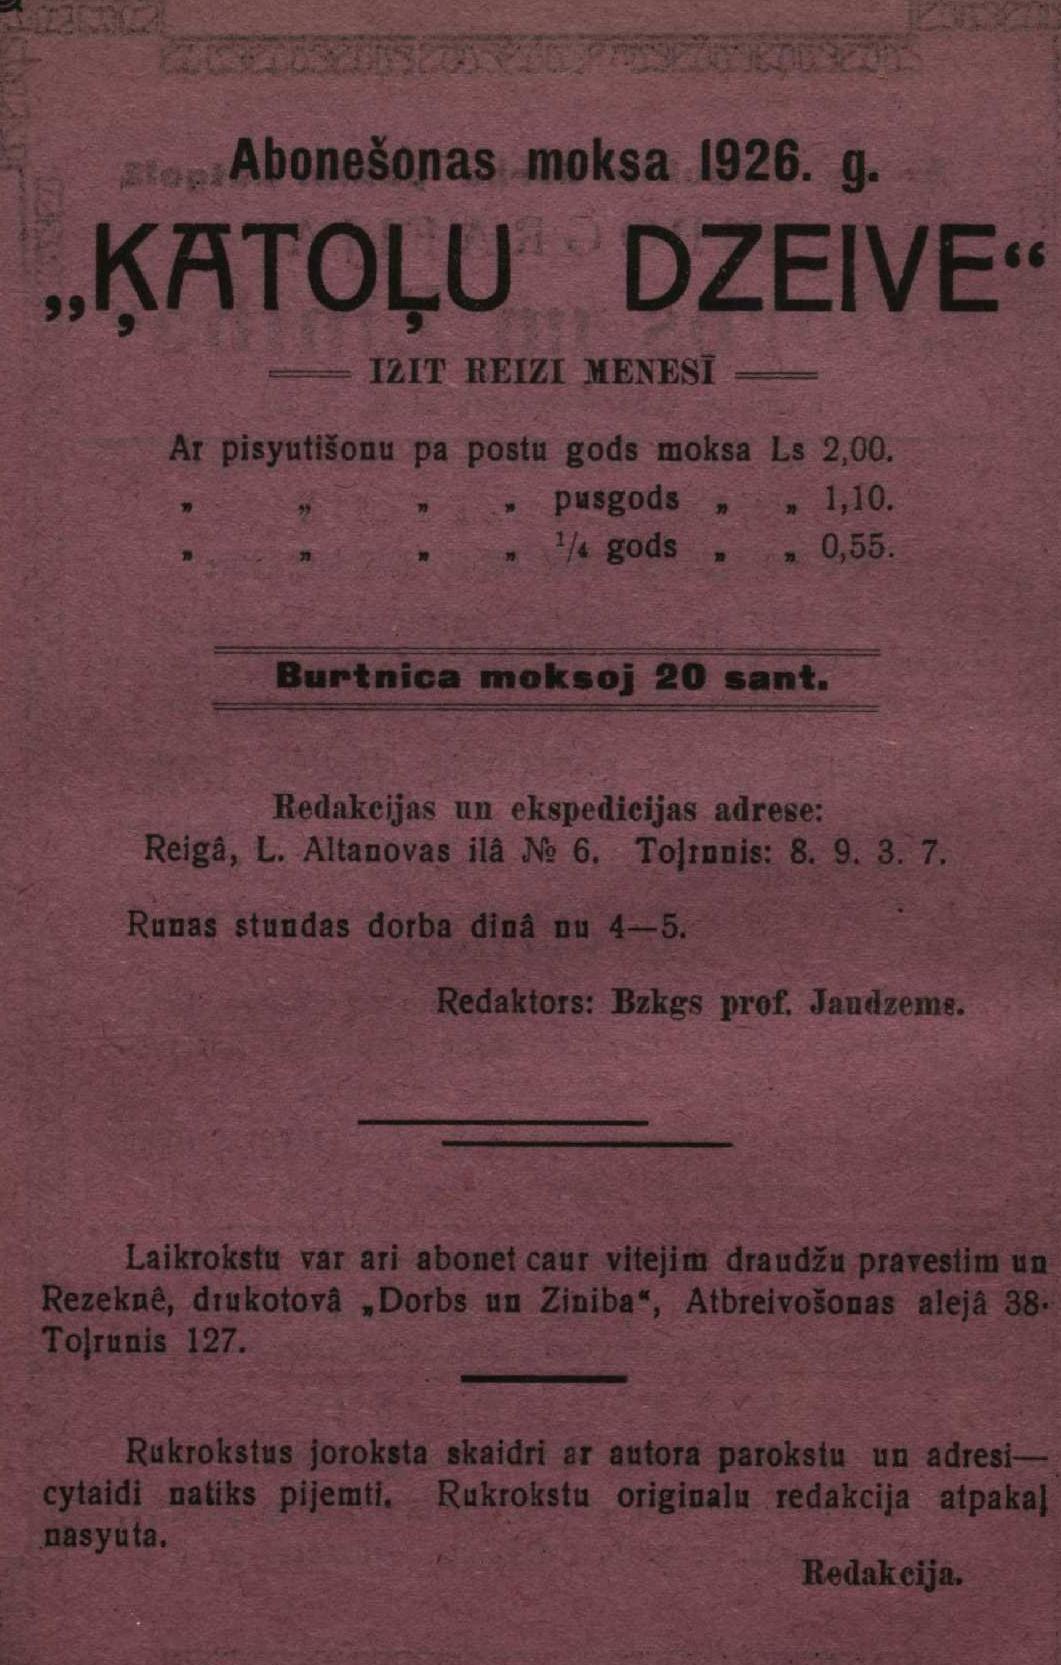 Abonešoņas moksa 1926. g.
„ĶATOĻU DZEIVE“
IZIT REIZI MENESĪ
Ar pisyutišonu pa postu gods moksa Ls 2,00.
„ „ „ „ pusgods „ „ 1,10.
„ „ „ „ 1/4 gods „ „ 0,55.
Burtnica moksoj 20 sant.
Redakcijas un ekspedicijas adrese:
Reigâ, L. Altanovas ilâ № 6. Toļrunis: 8. 9. 3. 7.
Runas stundas dorba dinâ nu 4—5.
Redaktors: Bzkgs prof. Jaudzems.
Laikrokstu var ari abonet caur vitejim draudžu pravestim un
Rezeknê, drukotovâ „Dorbs un Ziniba“, Atbreivošonas alejâ 38.
Toļrunis 127.
Rukrokstus joroksta skaidri ar autora parokstu un adresi—
cytaidi natiks pijemti. Rukrokstu originalu redakcija atpakaļ
nasyuta.
Redakcija.